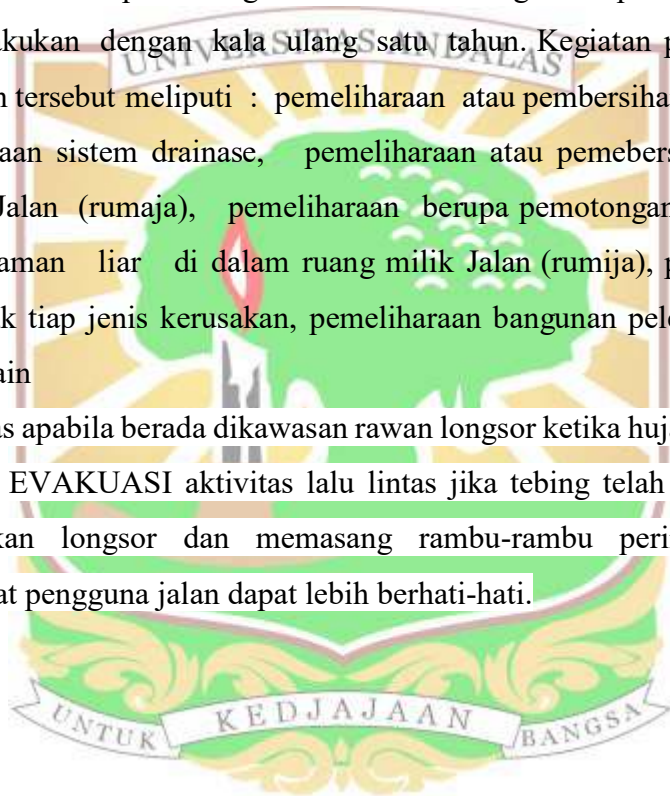 UNIVERSITAS ANDALAS
akukan dengan kala ulang satu tahun. Kegiatan p
n tersebut meliputi : pemeliharaan atau pembersiha
aan sistem drainase, pemeliharaan atau pemebers
Jalan (rumaja), pemeliharaan berupa pemotongan
aman liar di dalam ruang milik Jalan (rumija), p
k tiap jenis kerusakan, pemeliharaan bangunan pel
ain
as apabila berada dikawasan rawan longsor ketika huj
EVAKUASI aktivitas lalu lintas jika tebing telah
kan longsor dan memasang rambu-rambu peri
at pengguna jalan dapat lebih berhati-hati.
UNTUK KEDJAJAAN BANGSA